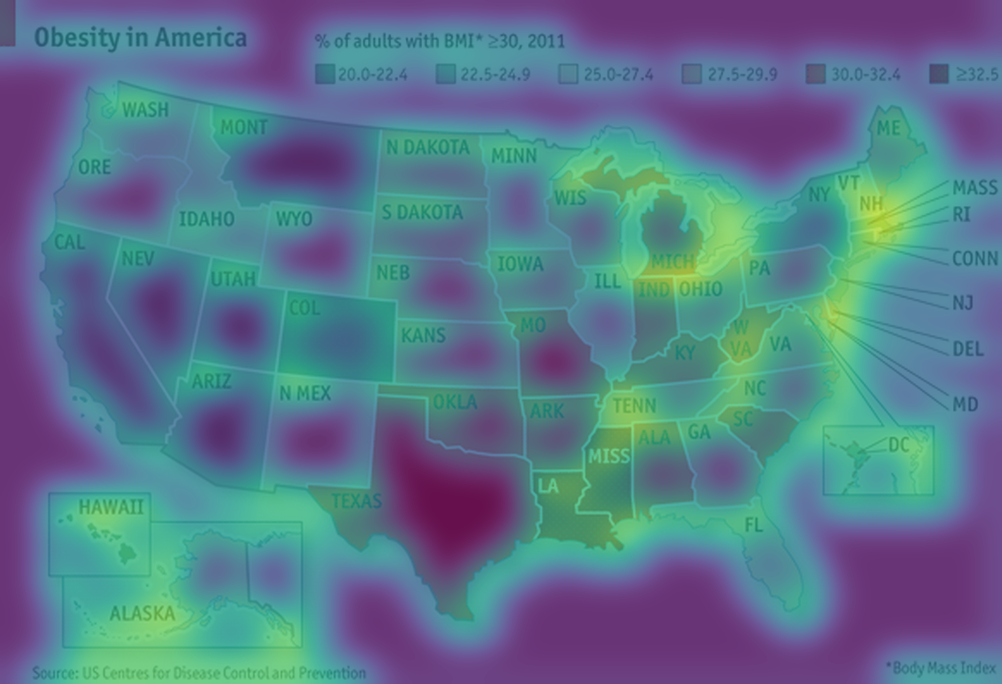 Obesity in America
% of adults with BMI* ≥30, 2011
20.0-22.4 22.5-24.9 25.0-27.4 27.5-29.9 30.0-32.4 ≥32.5
WASH
MONT
N DAKOTA
MINN
ME
ORE
IDAHO
WYO
S DAKOTA
WIS
NY
VT
NH
MASS
RI
CAL
NEV
UTAH
COL
NEB
IOWA
ILL
MICH
IND
OHIO
PA
CONN
NJ
KANS
MO
KY
W
VA
VA
DEL
MD
ARIZ
N MEX
OKLA
ARK
TENN
NC
SC
DC
TEXAS
LA
MISS
ALA
GA
FL
HAWAII
ALASKA
Source: US Centres for Disease Control and Prevention
*Body Mass Index